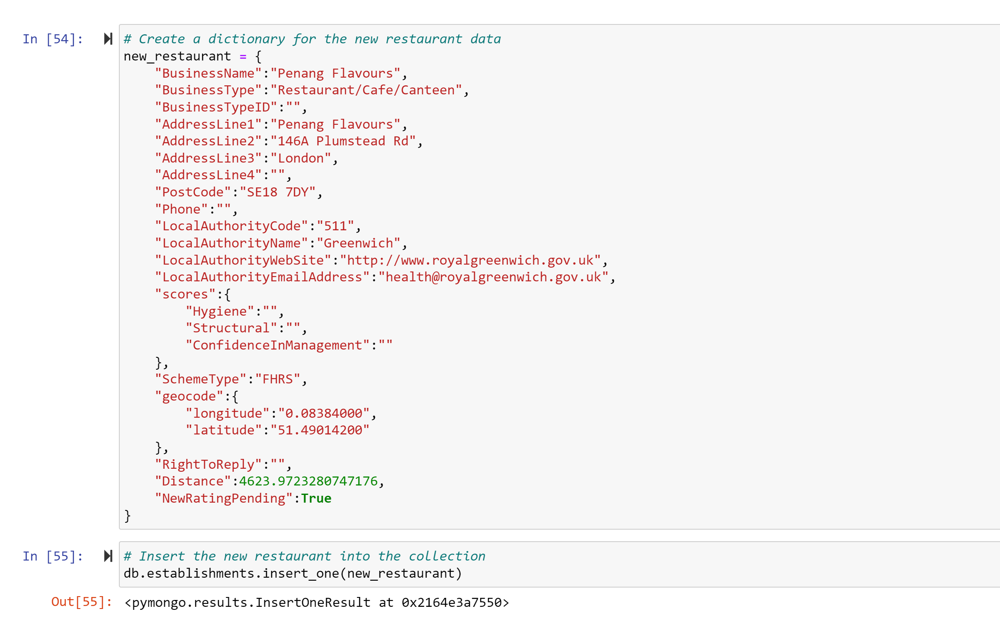 In [54]:
# Create a dictionary for the new restaurant data
new_restaurant = {
    "BusinessName":"Penang Flavours",
    "BusinessType":"Restaurant/Cafe/Canteen",
    "BusinessTypeID":"",
    "AddressLine1":"Penang Flavours",
    "AddressLine2":"146A Plumstead Rd",
    "AddressLine3":"London",
    "AddressLine4":"",
    "PostCode":"SE18 7DY",
    "Phone":"",
    "LocalAuthorityCode":"511",
    "LocalAuthorityName":"Greenwich",
    "LocalAuthorityWebSite":"http://www.royalgreenwich.gov.uk",
    "LocalAuthorityEmailAddress":"health@royalgreenwich.gov.uk",
    "scores":{
        "Hygiene":"",
        "Structural":"",
        "ConfidenceInManagement":""
    },
    "SchemeType":"FHRS",
    "geocode":{
        "longitude":"0.08384000",
        "latitude":"51.49014200"
    },
    "RightToReply":"",
    "Distance":4623.9723280747176,
    "NewRatingPending":True
}
In [55]:
# Insert the new restaurant into the collection
db.establishments.insert_one(new_restaurant)
Out[55]: <pymongo.results.InsertOneResult at 0x2164e3a7550>